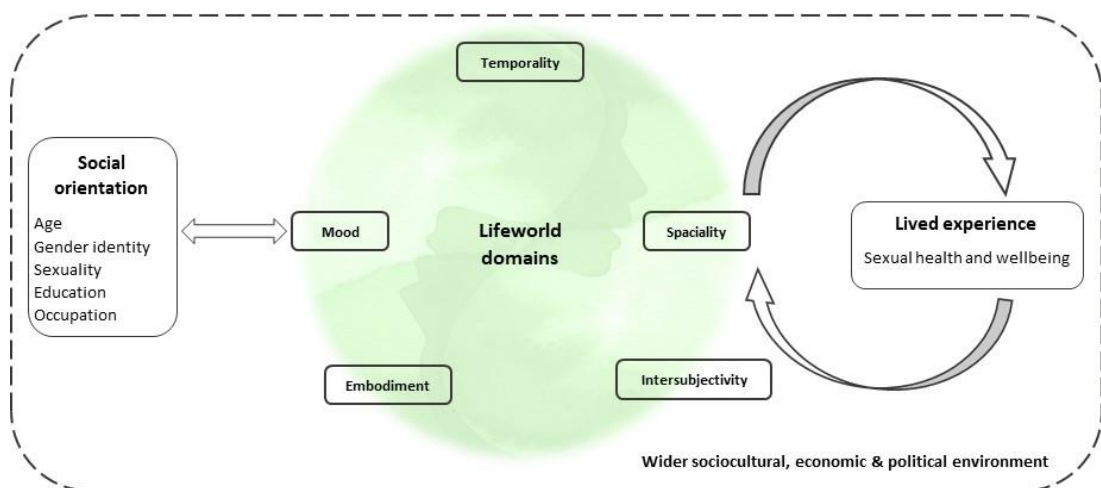 Temporality
Social
orientation
Age
Gender identity
Sexuality
Education
Occupation
Mood
Lifeworld
domains
Spaciality
Lived experience
Sexual health and wellbeing
Embodiment
Intersubjectivity
Wider sociocultural, economic & political environment